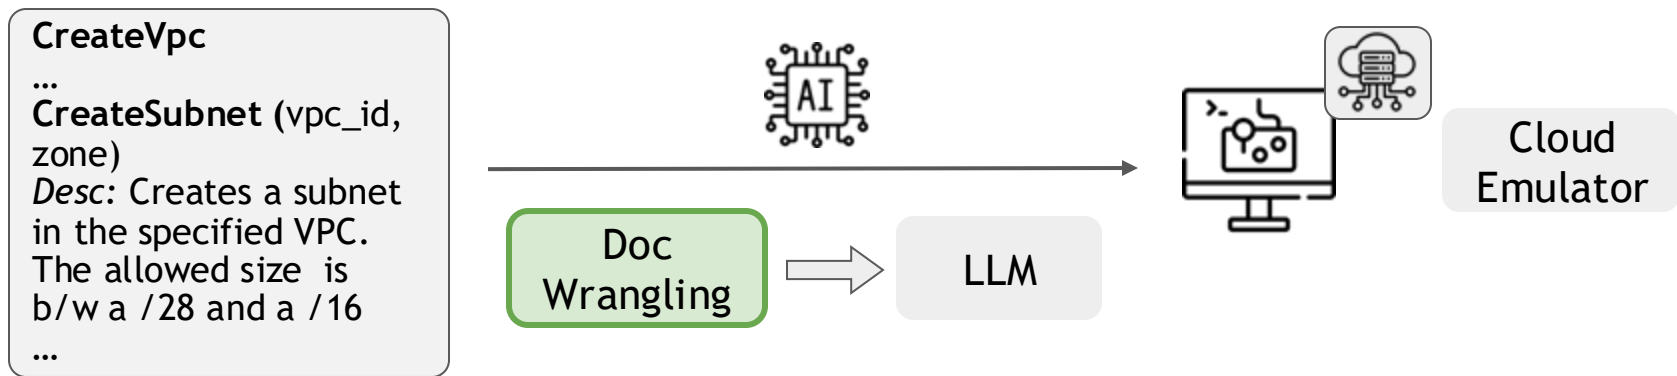 CreateVpc
…
CreateSubnet (vpc_id,
zone)
Desc: Creates a subnet
in the specified VPC.
The allowed size is
b/w a /28 and a /16
…
AI
Doc
Wrangling
LLM
>-
Cloud
Emulator